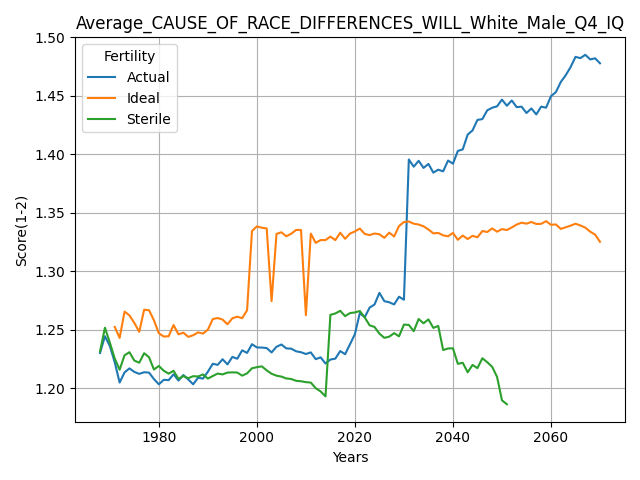 Average_CAUSE_OF_RACE_DIFFERENCES_WILL_White_Male_Q4_IQ
Score(1-2)
1.50
1.45
1.40
1.35
1.30
1.25
1.20
Fertility
Actual
Ideal
Sterile
1980
2000
2020
2040
2060
Years